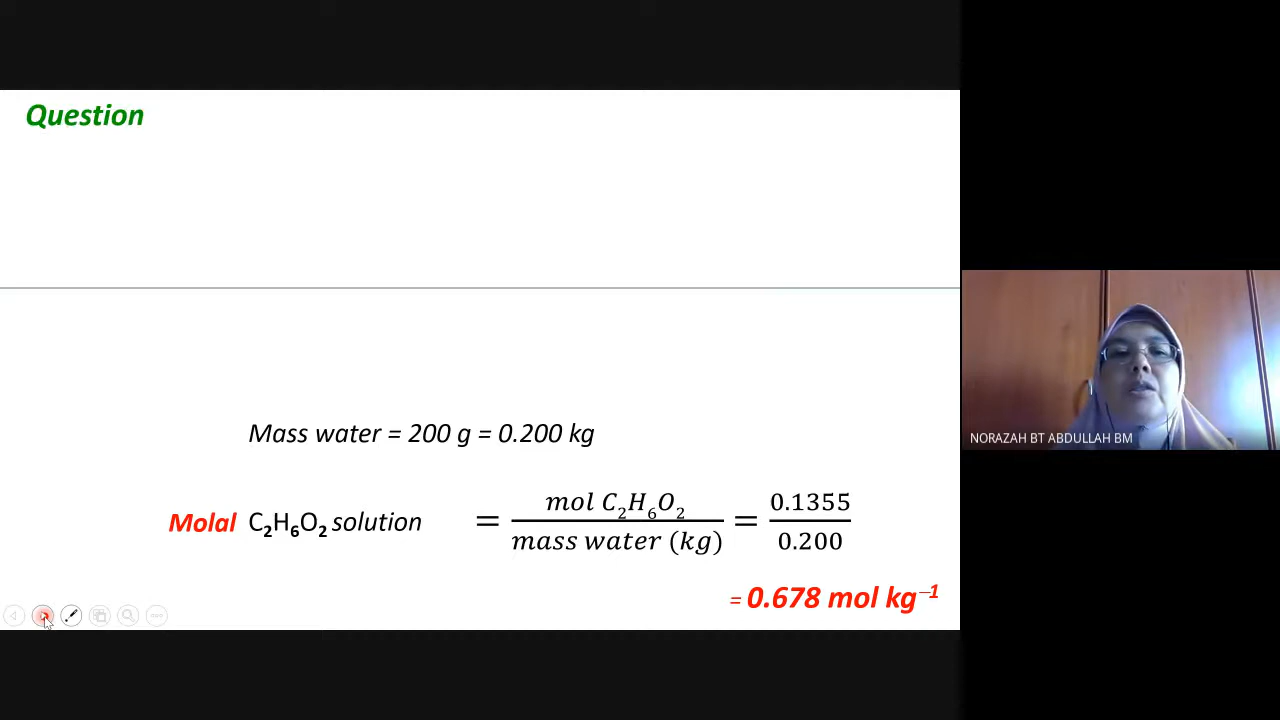 Question
Mass water = 200 g = 0.200 kg
Molal C₂H₆O₂ solution = mol C₂H₆O₂ / mass water (kg) = 0.1355 / 0.200
= 0.678 mol kg⁻¹
NORAZAH BT ABDULLAH BM